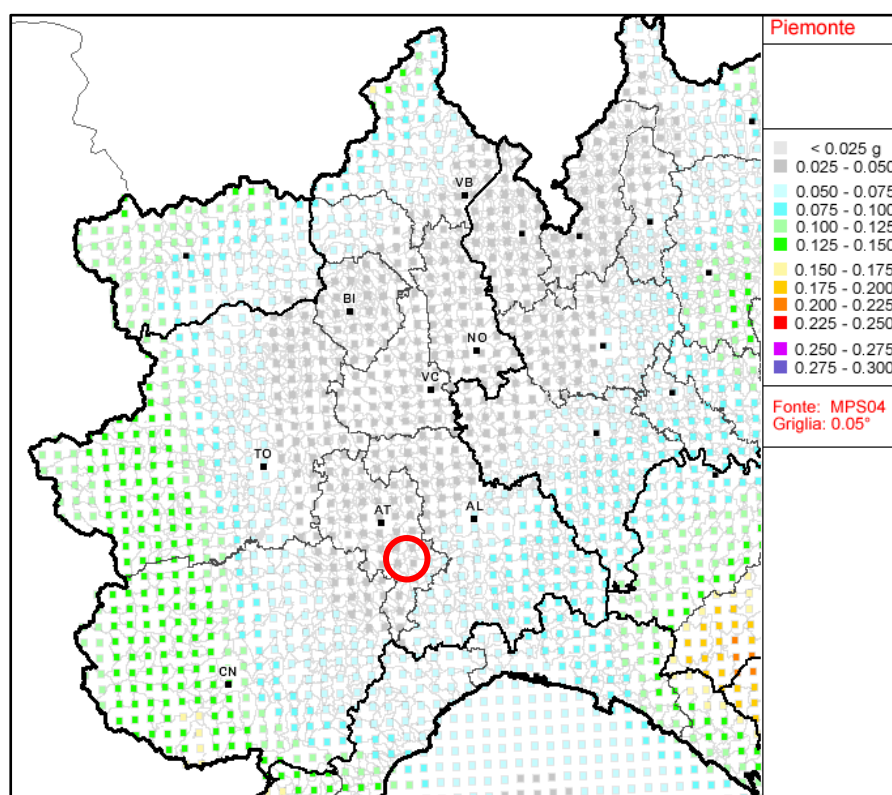 Piemonte
< 0.025 g
0.025 - 0.050
0.050 - 0.075
0.075 - 0.100
0.100 - 0.125
0.125 - 0.150
0.150 - 0.175
0.175 - 0.200
0.200 - 0.225
0.225 - 0.250
0.250 - 0.275
0.275 - 0.300
Fonte: MPS04
Griglia: 0.05°
VB
BI
NO
VC
TO
AT
AL
CN